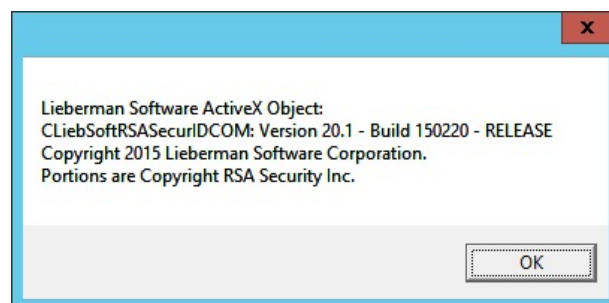 x
Lieberman Software ActiveX Object:
CLiebSoftRSASecurIDCOM: Version 20.1 - Build 150220 - RELEASE
Copyright 2015 Lieberman Software Corporation.
Portions are Copyright RSA Security Inc.
OK